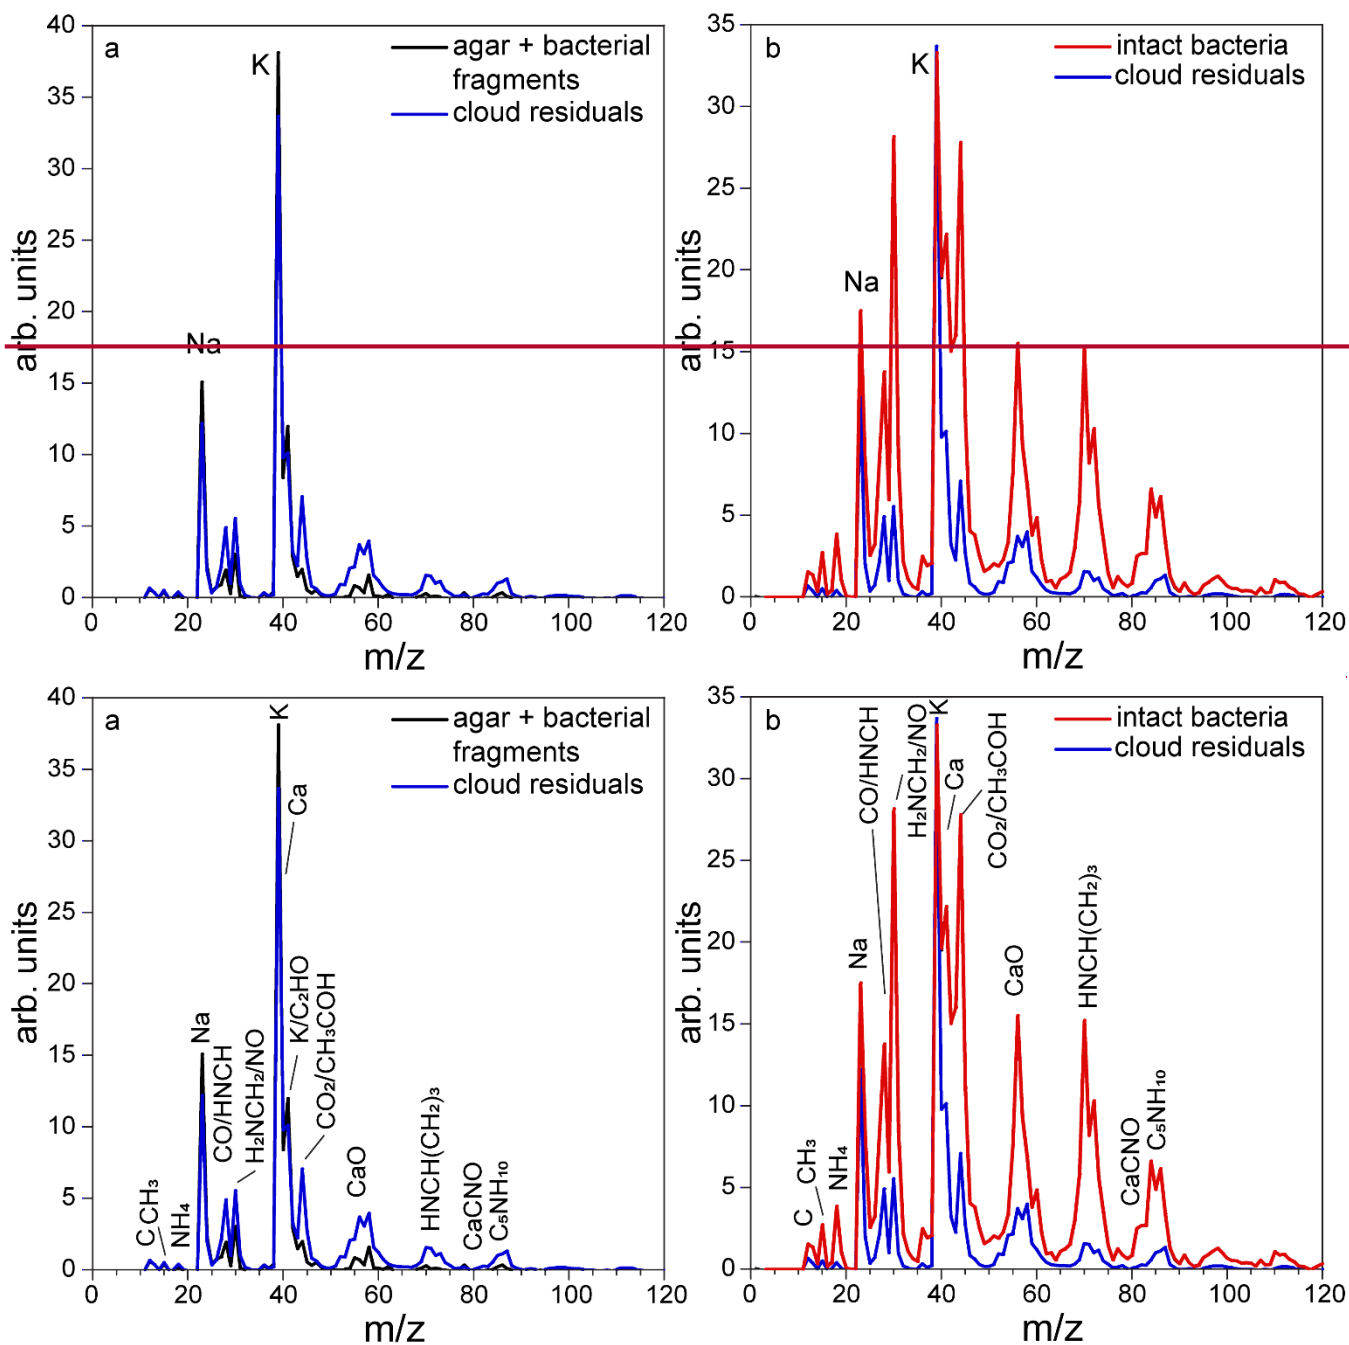 a
agar + bacterial
fragments
cloud residuals
K
Na
arb. units
40
35
30
25
20
15
10
5
0
0 20 40 60 80 100 120
m/z
b
intact bacteria
cloud residuals
K
Na
arb. units
35
30
25
20
15
10
5
0
0 20 40 60 80 100 120
m/z
a
agar + bacterial
fragments
cloud residuals
K
Ca
K/C₂HO
CO₂/CH₃COH
Na
CO/HNCH
H₂NCH₂/NO
C
CH₃
NH₄
CaO
HNCH(CH₂)₃
CaCNO
C₅NH₁₀
arb. units
40
35
30
25
20
15
10
5
0
0 20 40 60 80 100 120
m/z
b
intact bacteria
cloud residuals
K
CO/HNCH
H₂NCH₂/NO
Ca
CO₂/CH₃COH
Na
CaO
HNCH(CH₂)₃
C
CH₃
NH₄
CaCNO
C₅NH₁₀
arb. units
35
30
25
20
15
10
5
0
0 20 40 60 80 100 120
m/z